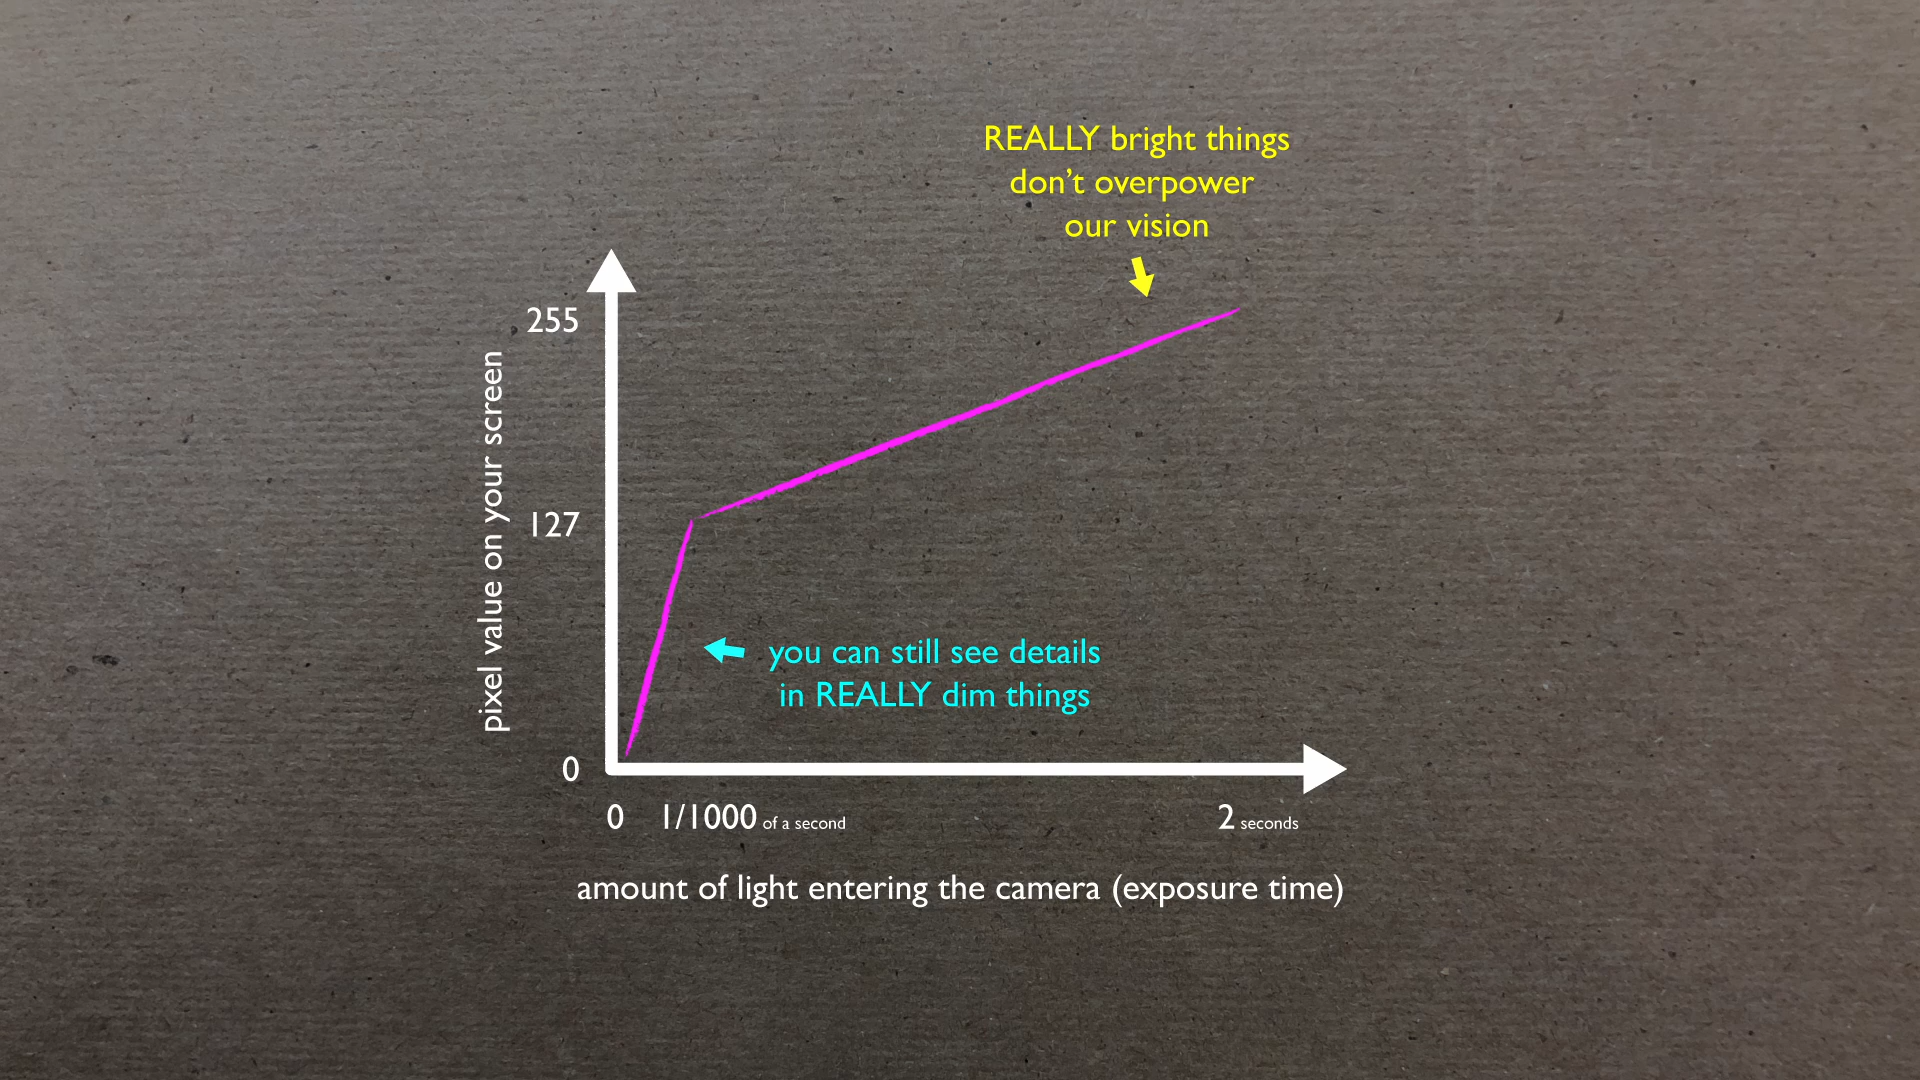 REALLY bright things
don’t overpower
our vision
255
127
0
pixel value on your screen
you can still see details
in REALLY dim things
0 1/1000 of a second 2 seconds
amount of light entering the camera (exposure time)